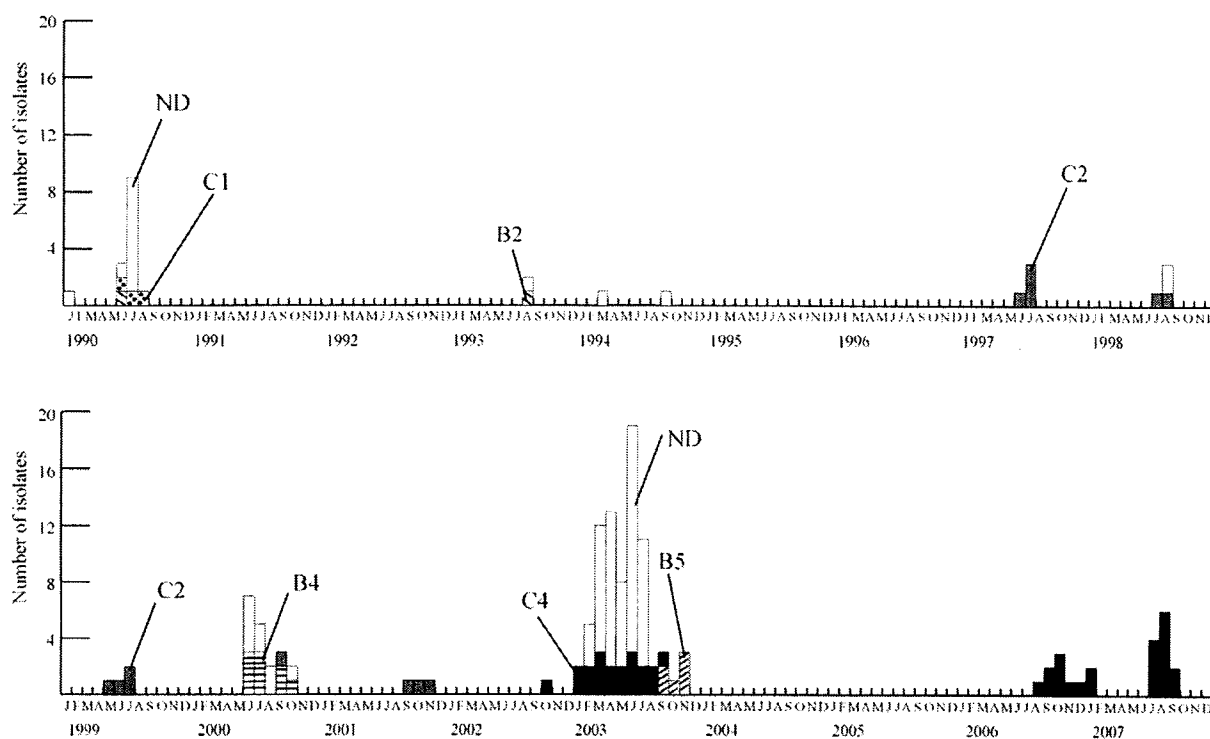 20
16
ND
12
C1
C2
8
B2
4
Number of isolates
JFMAMJJASONDJFMAMJJASONDJFMAMJJASONDJFMAMJJASONDJFMAMJJASONDJFMAMJJASONDJFMAMJJASONDJFMAMJJASONDJFMAMJJASOND
1990 1991 1992 1993 1994 1995 1996 1997 1998
20
ND
16
12
B5
C2
B4
C4
8
4
Number of isolates
JFMAMJJASONDJFMAMJJASONDJFMAMJJASONDJFMAMJJASONDJFMAMJJASONDJFMAMJJASONDJFMAMJJASONDJFMAMJJASONDJFMAMJJASOND
1999 2000 2001 2002 2003 2004 2005 2006 2007